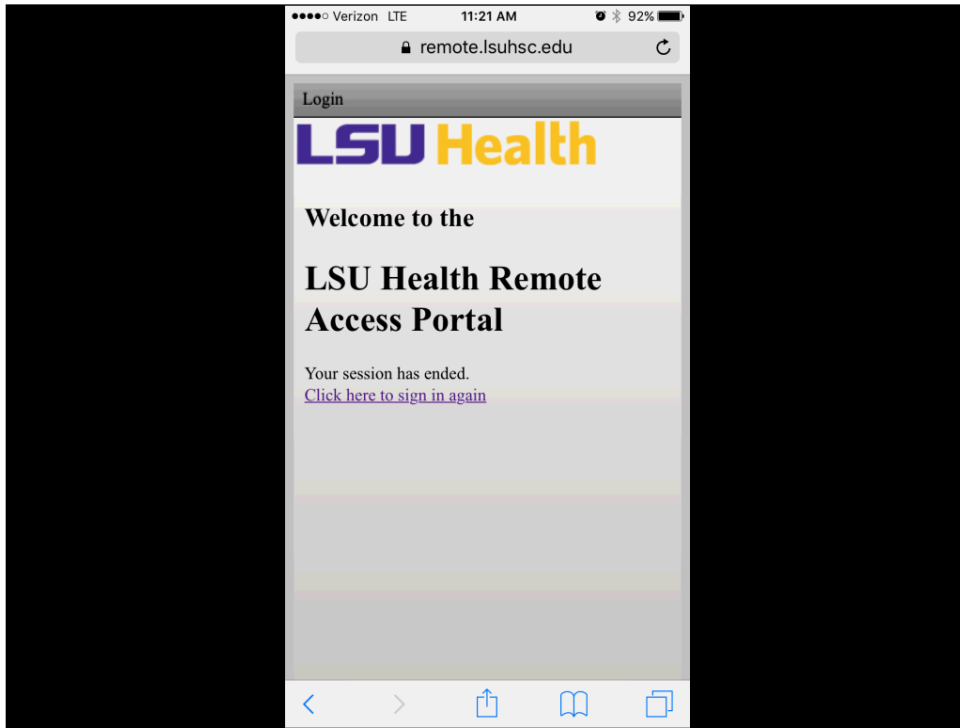 Verizon LTE 11:21 AM 92%
remote.lsuhsc.edu
Login
LSU Health
Welcome to the
LSU Health Remote
Access Portal
Your session has ended.
Click here to sign in again